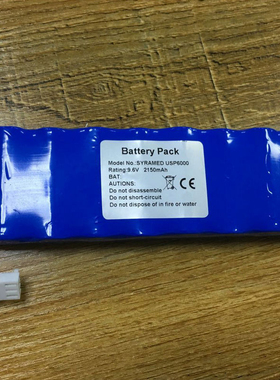 Battery Pack
Model No.:SYRAMED USP6000
Rating:9.6V 2150mAh
BAT:
AUTIONS:
Do not disassemble
Do not short-circuit
Do not dispose of in fire or water
CE